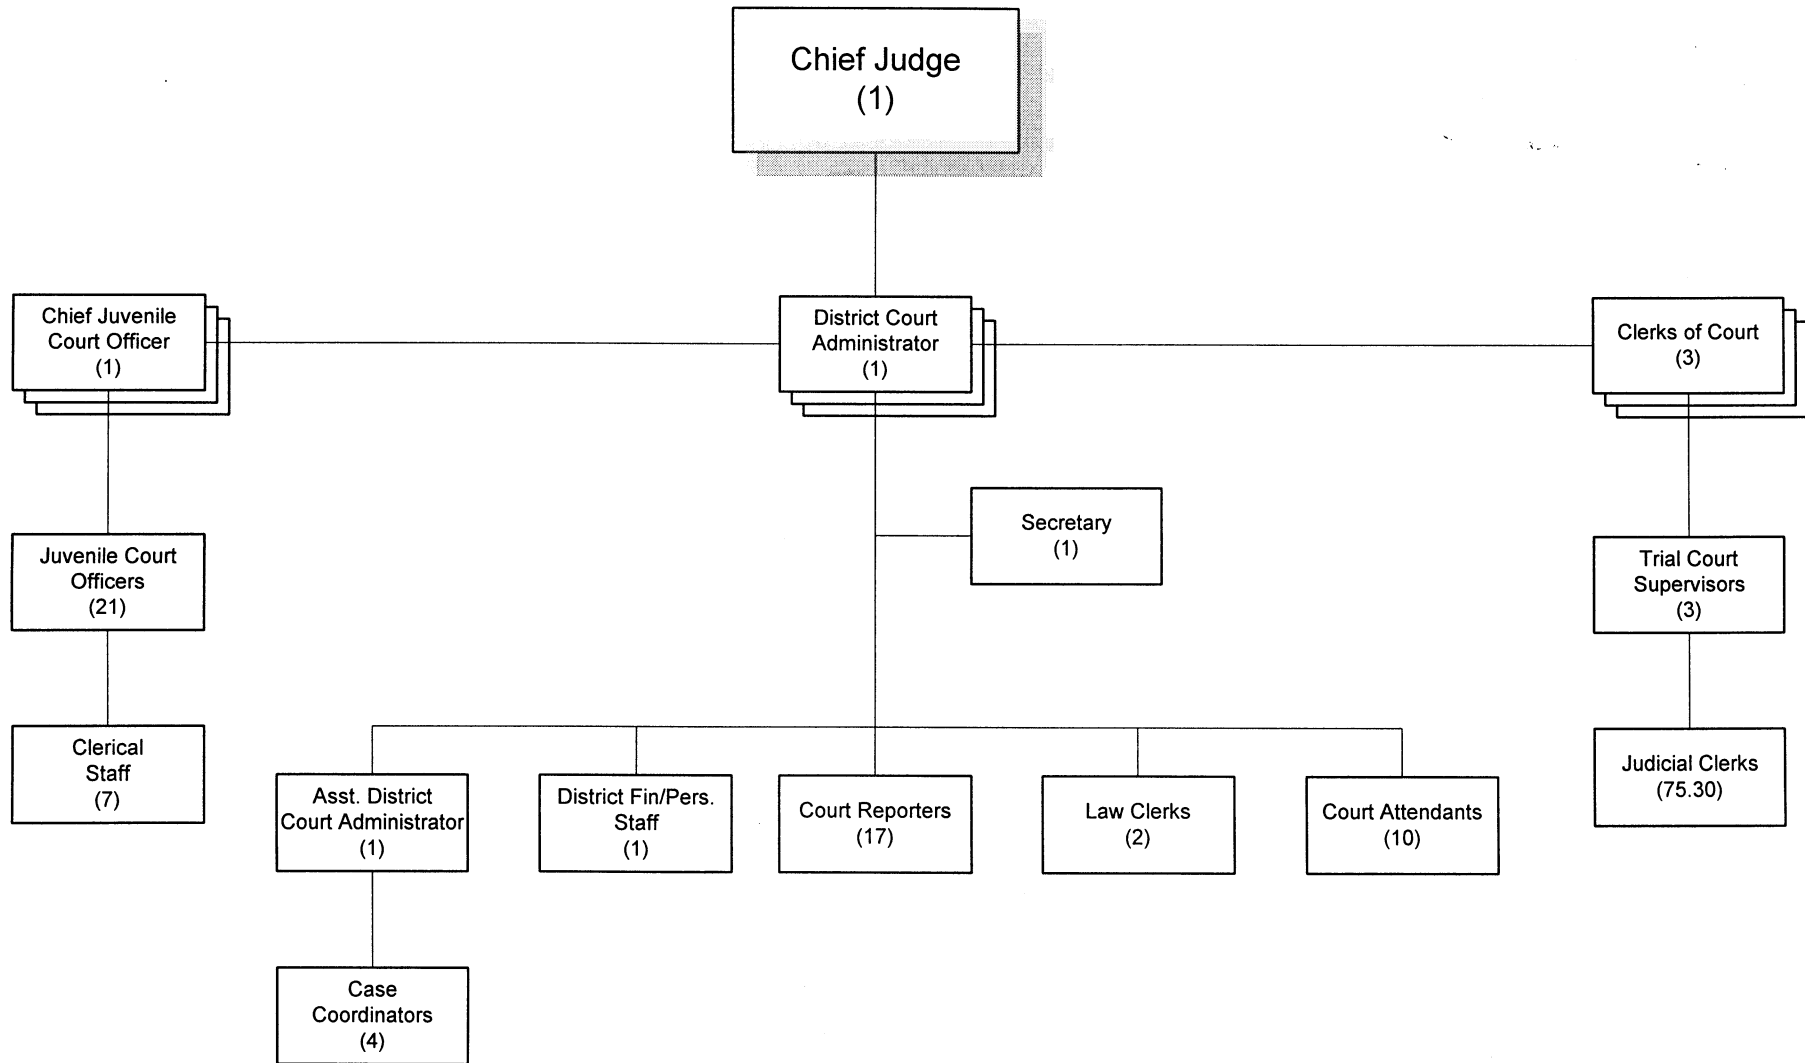 Chief Judge
(1)
Chief Juvenile
Court Officer
(1)
District Court
Administrator
(1)
Clerks of Court
(3)
Secretary
(1)
Juvenile Court
Officers
(21)
Trial Court
Supervisors
(3)
Clerical
Staff
(7)
Asst. District
Court Administrator
(1)
District Fin/Pers.
Staff
(1)
Court Reporters
(17)
Law Clerks
(2)
Court Attendants
(10)
Judicial Clerks
(75.30)
Case
Coordinators
(4)